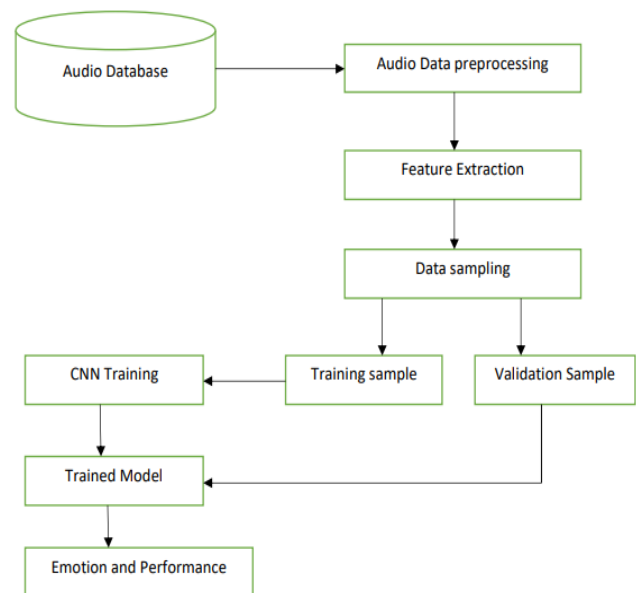 Audio Database
Audio Data preprocessing
Feature Extraction
Data sampling
CNN Training
Training sample
Validation Sample
Trained Model
Emotion and Performance